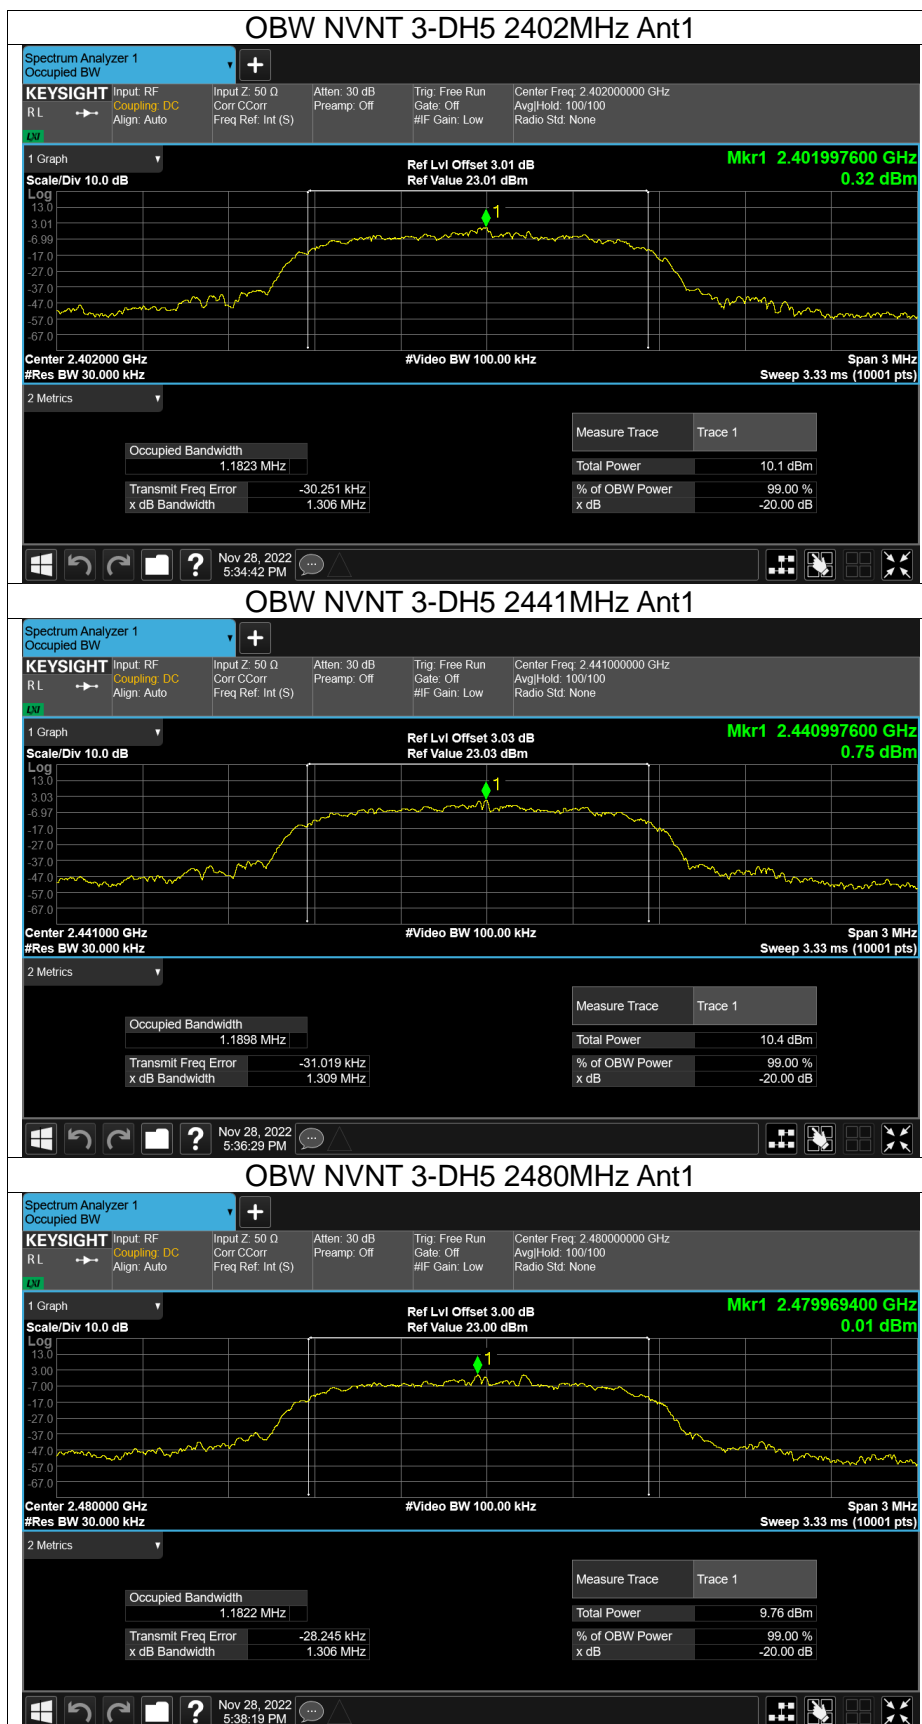 OBW NVNT 3-DH5 2402MHz Ant1
Spectrum Analyzer 1
Occupied BW
KEYSIGHT Input: RF Input Z: 50 Ω Atten: 30 dB Trig: Free Run Center Freq: 2.402000000 GHz
R L Coupling: DC Corr CCorr Preamp: Off Gate: Off Avg|Hold: 100/100
Align: Auto Freq Ref: Int (S) #IF Gain: Low Radio Std: None
LXI
1 Graph Ref Lvl Offset 3.01 dB Mkr1 2.401997600 GHz
Scale/Div 10.0 dB Ref Value 23.01 dBm 0.32 dBm
Log
13.0
1
3.01
-6.99
-17.0
-27.0
-37.0
-47.0
-57.0
-67.0
Center 2.402000 GHz #Video BW 100.00 kHz Span 3 MHz
#Res BW 30.000 kHz Sweep 3.33 ms (10001 pts)
2 Metrics
Measure Trace Trace 1
Occupied Bandwidth
1.1823 MHz Total Power 10.1 dBm
Transmit Freq Error -30.251 kHz % of OBW Power 99.00 %
x dB Bandwidth 1.306 MHz x dB -20.00 dB
Nov 28, 2022
5:34:42 PM
OBW NVNT 3-DH5 2441MHz Ant1
Spectrum Analyzer 1
Occupied BW
KEYSIGHT Input: RF Input Z: 50 Ω Atten: 30 dB Trig: Free Run Center Freq: 2.441000000 GHz
R L Coupling: DC Corr CCorr Preamp: Off Gate: Off Avg|Hold: 100/100
Align: Auto Freq Ref: Int (S) #IF Gain: Low Radio Std: None
LXI
1 Graph Ref Lvl Offset 3.03 dB Mkr1 2.440997600 GHz
Scale/Div 10.0 dB Ref Value 23.03 dBm 0.75 dBm
Log
13.0
1
3.03
-6.97
-17.0
-27.0
-37.0
-47.0
-57.0
-67.0
Center 2.441000 GHz #Video BW 100.00 kHz Span 3 MHz
#Res BW 30.000 kHz Sweep 3.33 ms (10001 pts)
2 Metrics
Measure Trace Trace 1
Occupied Bandwidth
1.1898 MHz Total Power 10.4 dBm
Transmit Freq Error -31.019 kHz % of OBW Power 99.00 %
x dB Bandwidth 1.309 MHz x dB -20.00 dB
Nov 28, 2022
5:36:29 PM
OBW NVNT 3-DH5 2480MHz Ant1
Spectrum Analyzer 1
Occupied BW
KEYSIGHT Input: RF Input Z: 50 Ω Atten: 30 dB Trig: Free Run Center Freq: 2.480000000 GHz
R L Coupling: DC Corr CCorr Preamp: Off Gate: Off Avg|Hold: 100/100
Align: Auto Freq Ref: Int (S) #IF Gain: Low Radio Std: None
LXI
1 Graph Ref Lvl Offset 3.00 dB Mkr1 2.479969400 GHz
Scale/Div 10.0 dB Ref Value 23.00 dBm 0.01 dBm
Log
13.0
1
3.00
-7.00
-17.0
-27.0
-37.0
-47.0
-57.0
-67.0
Center 2.480000 GHz #Video BW 100.00 kHz Span 3 MHz
#Res BW 30.000 kHz Sweep 3.33 ms (10001 pts)
2 Metrics
Measure Trace Trace 1
Occupied Bandwidth
1.1822 MHz Total Power 9.76 dBm
Transmit Freq Error -28.245 kHz % of OBW Power 99.00 %
x dB Bandwidth 1.306 MHz x dB -20.00 dB
Nov 28, 2022
5:38:19 PM